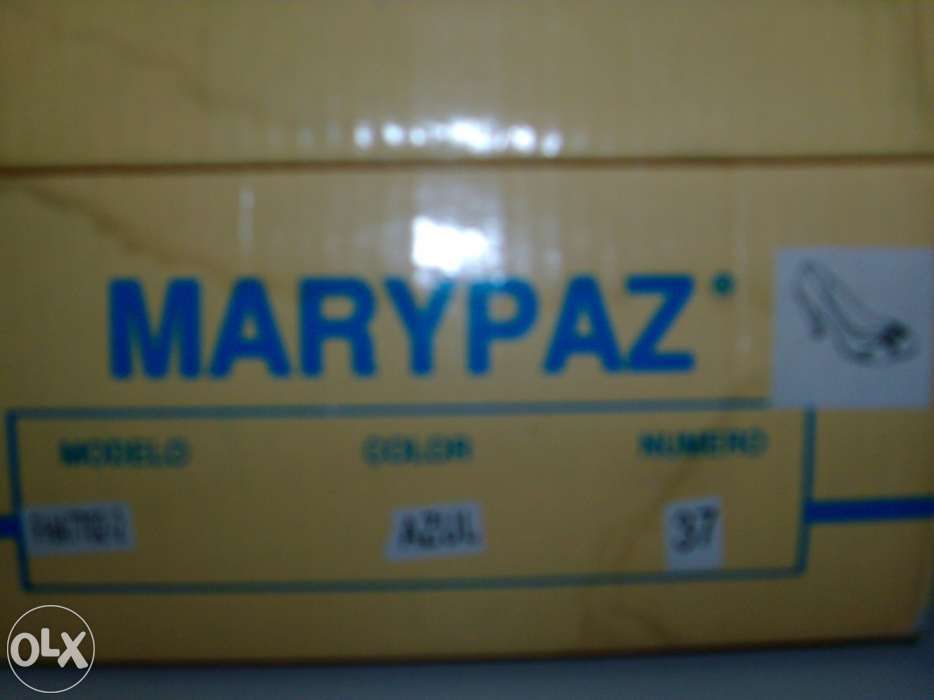 MARYPAZ
MODELO COLOR NUMERO
AZUL 37
OLX